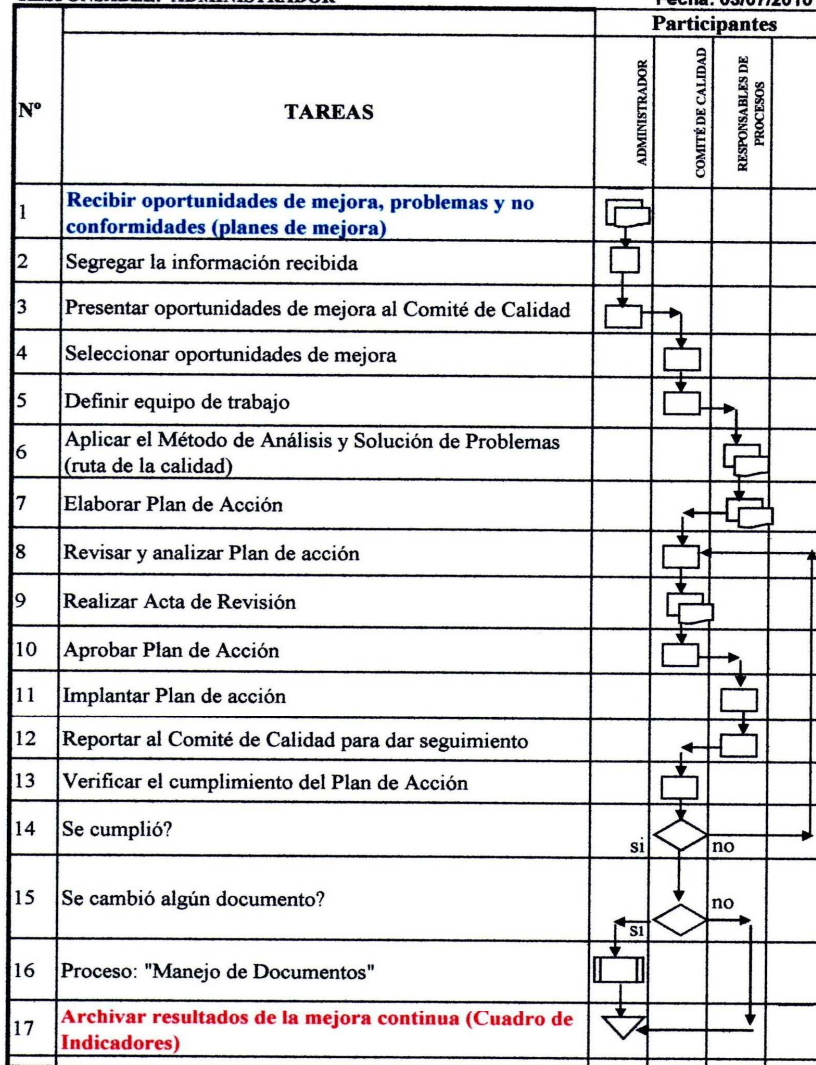 RESPONSABLE: ADMINISTRADOR
Fecha: 03/07/2010
Participantes
Nº
TAREAS
ADMINISTRADOR
COMITÉ DE CALIDAD
RESPONSABLES DE
PROCESOS
1
Recibir oportunidades de mejora, problemas y no
conformidades (planes de mejora)
2
Segregar la información recibida
3
Presentar oportunidades de mejora al Comité de Calidad
4
Seleccionar oportunidades de mejora
5
Definir equipo de trabajo
6
Aplicar el Método de Análisis y Solución de Problemas
(ruta de la calidad)
7
Elaborar Plan de Acción
8
Revisar y analizar Plan de acción
9
Realizar Acta de Revisión
10
Aprobar Plan de Acción
11
Implantar Plan de acción
12
Reportar al Comité de Calidad para dar seguimiento
13
Verificar el cumplimiento del Plan de Acción
14
Se cumplió?
si
no
15
Se cambió algún documento?
si
no
16
Proceso: "Manejo de Documentos"
17
Archivar resultados de la mejora continua (Cuadro de
Indicadores)